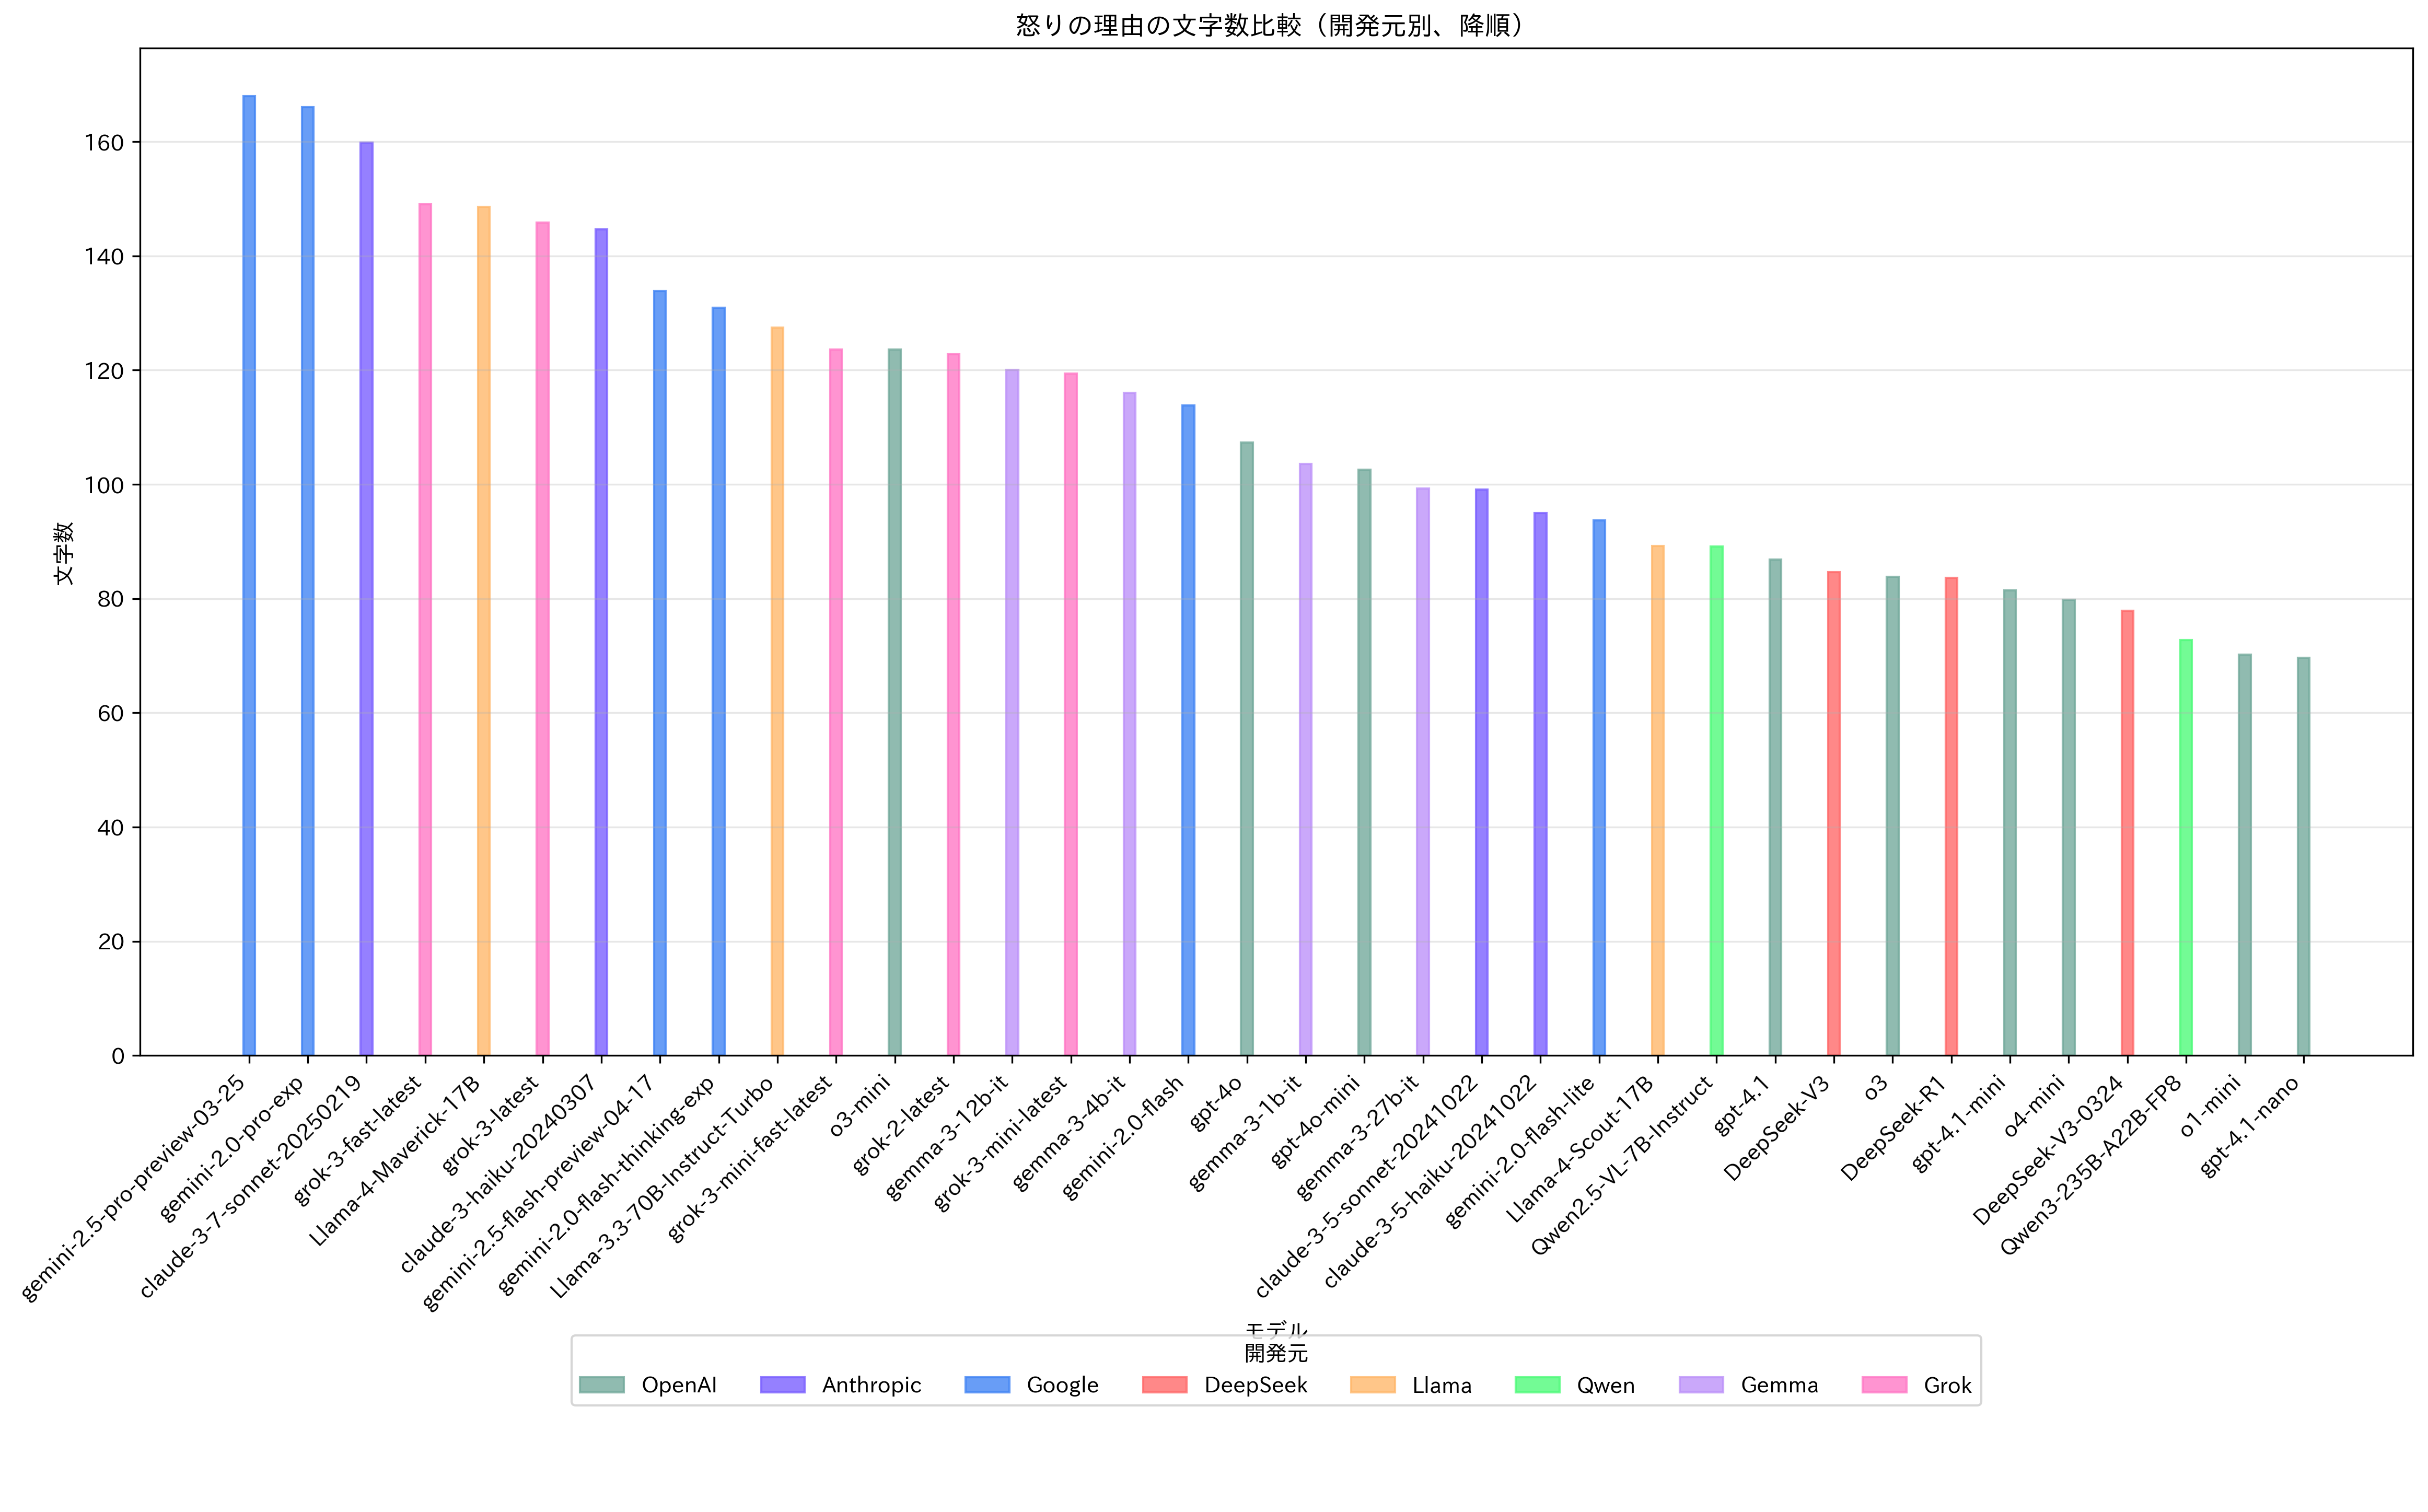 怒りの理由の文字数比較（開発元別、降順）
文字数
160
140
120
100
80
60
40
20
0
gemini-2.5-pro-preview-03-25
gemini-2.0-pro-exp
claude-3-7-sonnet-20250219
grok-3-fast-latest
Llama-4-Maverick-17B
grok-3-latest
claude-3-haiku-20240307
gemini-2.5-flash-preview-04-17
gemini-2.0-flash-thinking-exp
Llama-3.3-70B-Instruct-Turbo
grok-3-mini-fast-latest
o3-mini
grok-2-latest
gemma-3-12b-it
grok-3-mini-latest
gemma-3-4b-it
gemini-2.0-flash
gpt-4o
gemma-3-1b-it
gpt-4o-mini
gemma-3-27b-it
claude-3-5-sonnet-20241022
claude-3-5-haiku-20241022
gemini-2.0-flash-lite
Llama-4-Scout-17B
Qwen2.5-VL-7B-Instruct
gpt-4.1
DeepSeek-V3
o3
DeepSeek-R1
gpt-4.1-mini
o4-mini
DeepSeek-V3-0324
Qwen3-235B-A22B-FP8
o1-mini
gpt-4.1-nano
モデル
開発元
OpenAI Anthropic Google DeepSeek Llama Qwen Gemma Grok